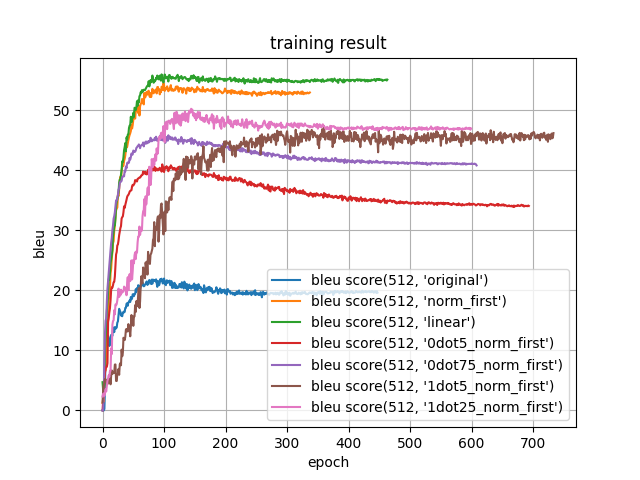 training result
bleu
50
40
30
20
10
0
0 100 200 300 400 500 600 700
epoch
bleu score(512, 'original')
bleu score(512, 'norm_first')
bleu score(512, 'linear')
bleu score(512, '0dot5_norm_first')
bleu score(512, '0dot75_norm_first')
bleu score(512, '1dot5_norm_first')
bleu score(512, '1dot25_norm_first')